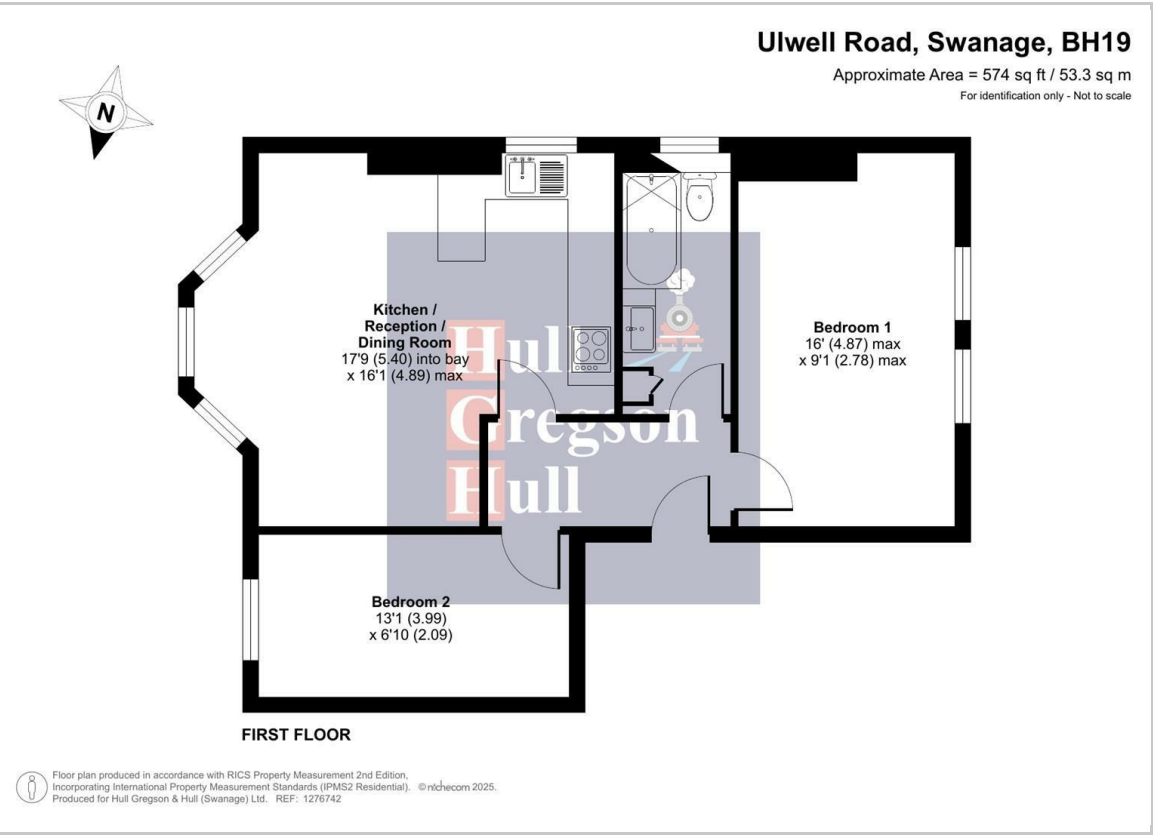 Ulwell Road, Swanage, BH19
Approximate Area = 574 sq ft / 53.3 sq m
For identification only - Not to scale
N
Kitchen /
Reception /
Dining Room
17'9 (5.40) into bay
x 16'1 (4.89) max
Bedroom 1
16' (4.87) max
x 9'1 (2.78) max
Hull
Gregson
Hull
Bedroom 2
13'1 (3.99)
x 6'10 (2.09)
FIRST FLOOR
Floor plan produced in accordance with RICS Property Measurement 2nd Edition,
Incorporating International Property Measurement Standards (IPMS2 Residential). © nichecom 2025.
Produced for Hull Gregson & Hull (Swanage) Ltd. REF: 1276742